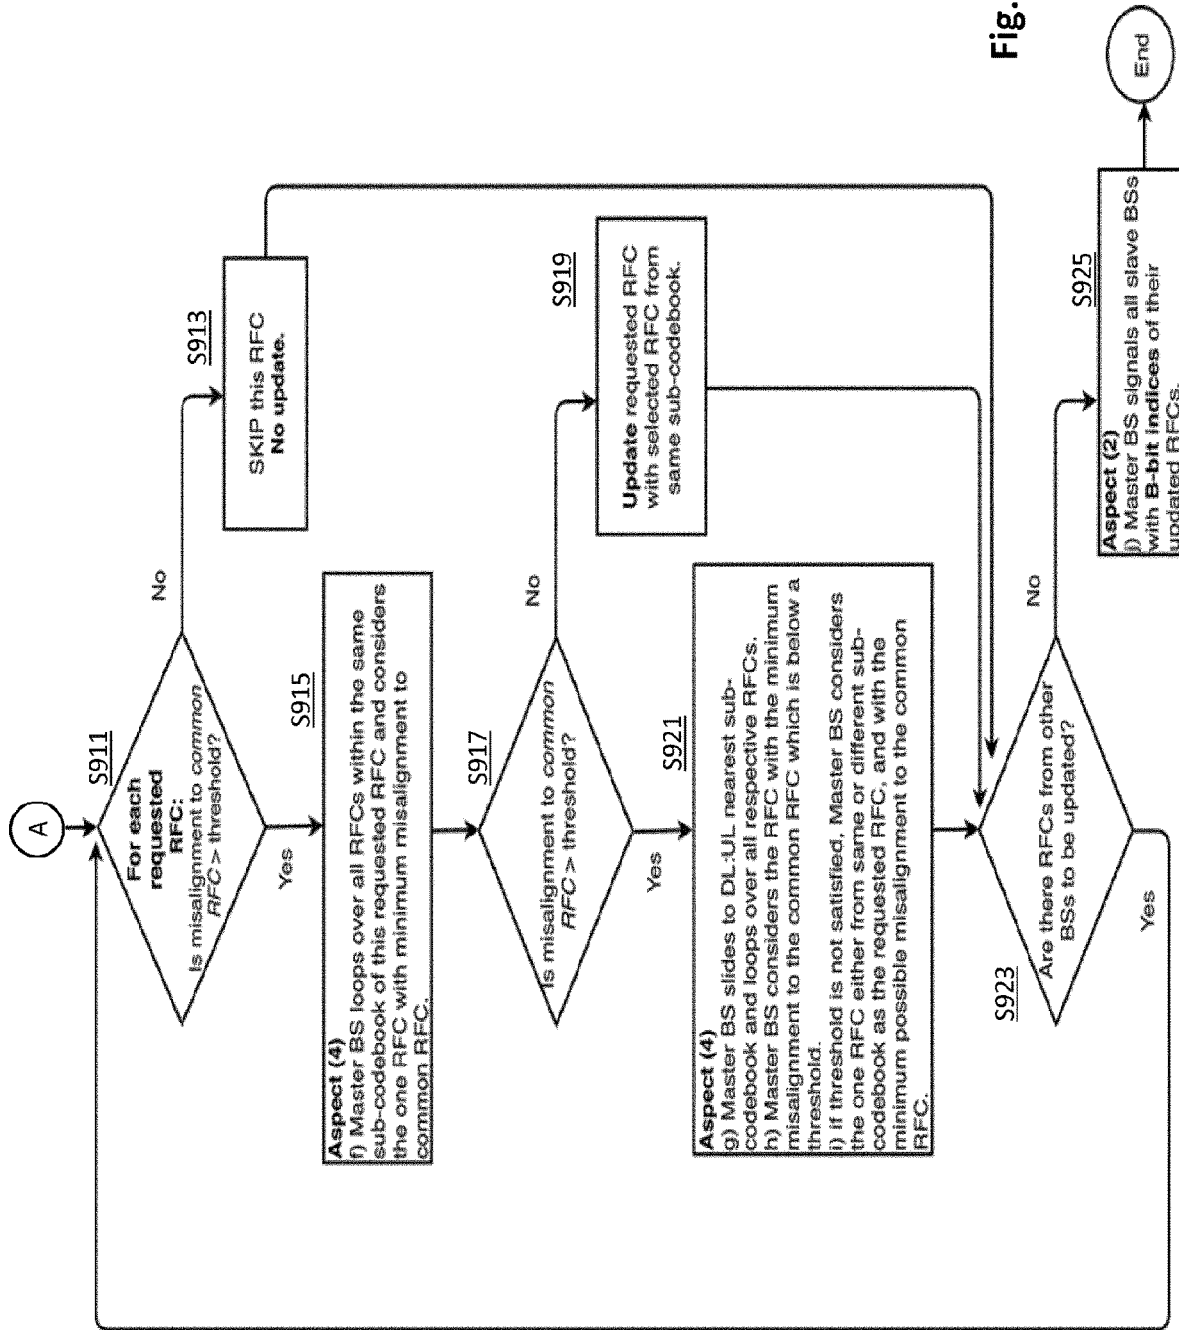 A
S911
For each
requested
RFC:
Is misalignment to common
RFC > threshold?
No
Yes
S913
SKIP this RFC
No update.
S915
Aspect (4)
f) Master BS loops over all RFCs within the same
sub-codebook of this requested RFC and considers
the one RFC with minimum misalignment to
common RFC.
S917
Is misalignment to common
RFC > threshold?
No
Yes
S919
Update requested RFC
with selected RFC from
same sub-codebook.
S921
Aspect (4)
g) Master BS slides to DL:UL nearest sub-
codebook and loops over all respective RFCs.
h) Master BS considers the RFC with the minimum
misalignment to the common RFC which is below a
threshold.
i) if threshold is not satisfied, Master BS considers
the one RFC either from same or different sub-
codebook as the requested RFC, and with the
minimum possible misalignment to the common
RFC.
S923
Are there RFCs from other
BSs to be updated?
No
Yes
S925
Aspect (2)
j) Master BS signals all slave BSs
with B-bit indices of their
updated RFCs.
End
Fig.